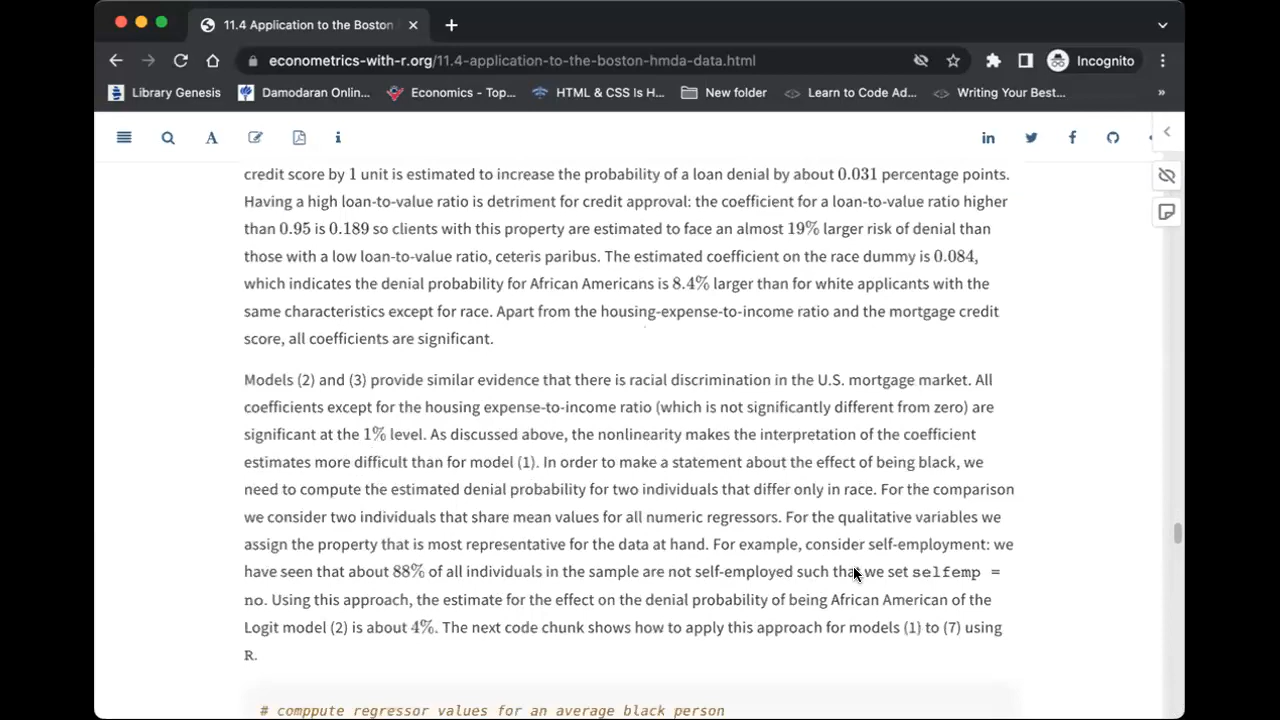 11.4 Application to the Boston
econometrics-with-r.org/11.4-application-to-the-boston-hmda-data.html
Incognito
Library Genesis
Damodaran Onlin...
Economics - Top...
HTML & CSS Is H...
New folder
Learn to Code Ad...
Writing Your Best...
»
credit score by 1 unit is estimated to increase the probability of a loan denial by about 0.031 percentage points.
Having a high loan-to-value ratio is detriment for credit approval: the coefficient for a loan-to-value ratio higher
than 0.95 is 0.189 so clients with this property are estimated to face an almost 19% larger risk of denial than
those with a low loan-to-value ratio, ceteris paribus. The estimated coefficient on the race dummy is 0.084,
which indicates the denial probability for African Americans is 8.4% larger than for white applicants with the
same characteristics except for race. Apart from the housing-expense-to-income ratio and the mortgage credit
score, all coefficients are significant.
Models (2) and (3) provide similar evidence that there is racial discrimination in the U.S. mortgage market. All
coefficients except for the housing expense-to-income ratio (which is not significantly different from zero) are
significant at the 1% level. As discussed above, the nonlinearity makes the interpretation of the coefficient
estimates more difficult than for model (1). In order to make a statement about the effect of being black, we
need to compute the estimated denial probability for two individuals that differ only in race. For the comparison
we consider two individuals that share mean values for all numeric regressors. For the qualitative variables we
assign the property that is most representative for the data at hand. For example, consider self-employment: we
have seen that about 88% of all individuals in the sample are not self-employed such that we set selfemp =
no. Using this approach, the estimate for the effect on the denial probability of being African American of the
Logit model (2) is about 4%. The next code chunk shows how to apply this approach for models (1) to (7) using
R.
# comppute regressor values for an average black person